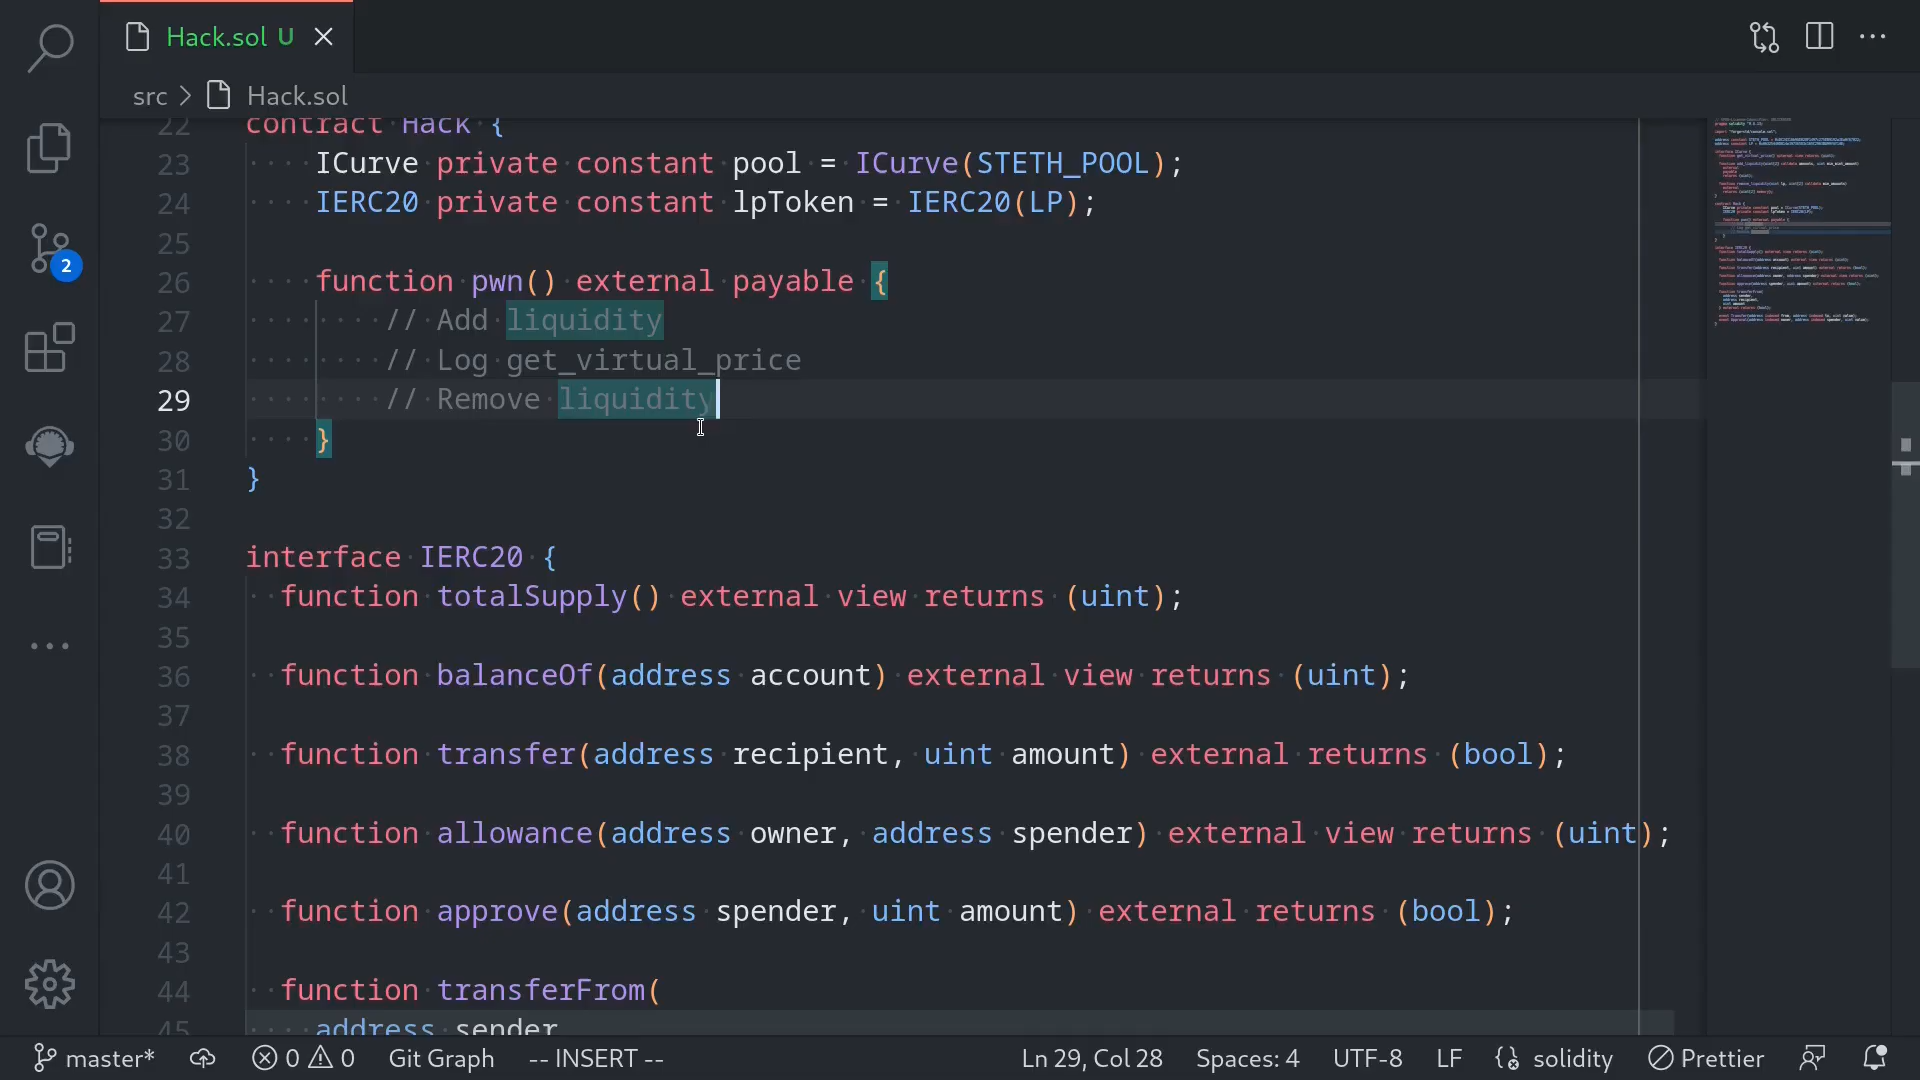 Hack.sol U
src > Hack.sol
22 contract Hack {
23 ICurve private constant pool = ICurve(STETH_POOL);
24 IERC20 private constant lpToken = IERC20(LP);
25
26 function pwn() external payable {
27 // Add liquidity
28 // Log get_virtual_price
29 // Remove liquidity
30 }
31 }
32
33 interface IERC20 {
34 function totalSupply() external view returns (uint);
35
36 function balanceOf(address account) external view returns (uint);
37
38 function transfer(address recipient, uint amount) external returns (bool);
39
40 function allowance(address owner, address spender) external view returns (uint);
41
42 function approve(address spender, uint amount) external returns (bool);
43
44 function transferFrom(
45 address sender
2
master* 0 0 Git Graph -- INSERT -- Ln 29, Col 28 Spaces: 4 UTF-8 LF solidity Prettier